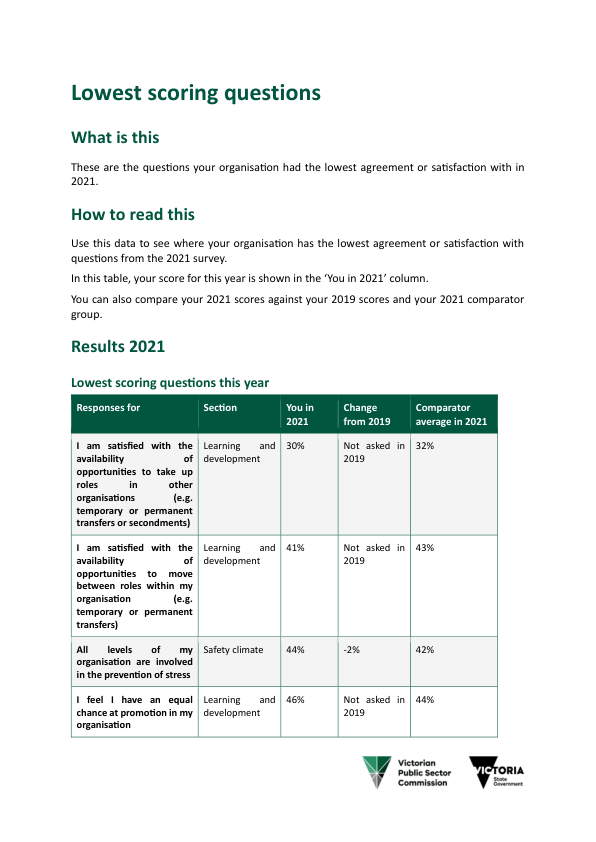 Lowest scoring questions
What is this
These are the questions your organisation had the lowest agreement or satisfaction with in
2021.
How to read this
Use this data to see where your organisation has the lowest agreement or satisfaction with
questions from the 2021 survey.
In this table, your score for this year is shown in the ‘You in 2021’ column.
You can also compare your 2021 scores against your 2019 scores and your 2021 comparator
group.
Results 2021
Lowest scoring questions this year
Responses for
Section
You in
2021
Change
from 2019
Comparator
average in 2021
I am satisfied with the
availability of
opportunities to take up
roles in other
organisations (e.g.
temporary or permanent
transfers or secondments)
Learning and
development
30%
Not asked in
2019
32%
I am satisfied with the
availability of
opportunities to move
between roles within my
organisation (e.g.
temporary or permanent
transfers)
Learning and
development
41%
Not asked in
2019
43%
All levels of my
organisation are involved
in the prevention of stress
Safety climate
44%
-2%
42%
I feel I have an equal
chance at promotion in my
organisation
Learning and
development
46%
Not asked in
2019
44%
Victorian
Public Sector
Commission
VICTORIA
State
Government